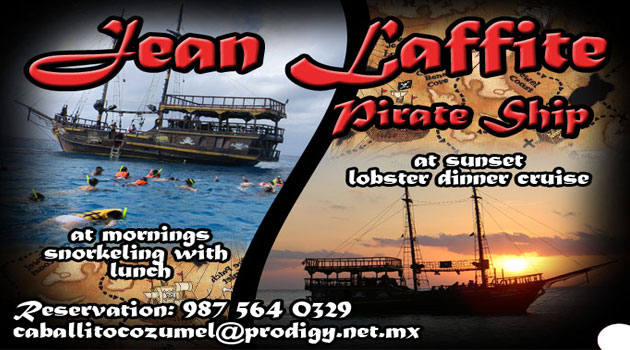 Jean Laffite
Pirate Ship
at sunset
lobster dinner cruise
at mornings
snorkeling with
lunch
Reservation: 987 564 0329
caballitocozumel@prodigy.net.mx